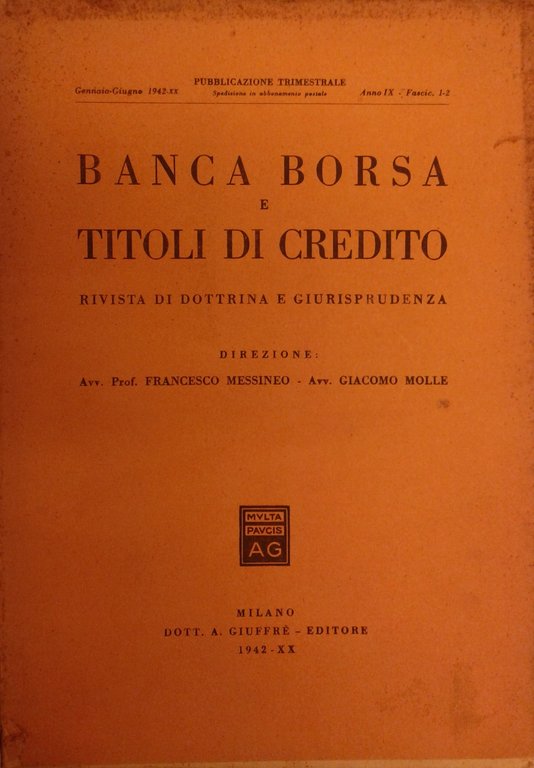 PUBBLICAZIONE TRIMESTRALE
Gennaio-Giugno 1942-XX Spedizione in abbonamento postale Anno IX - Fascic. 1-2
BANCA BORSA
E
TITOLI DI CREDITO
RIVISTA DI DOTTRINA E GIURISPRUDENZA
DIREZIONE:
Avv. Prof. FRANCESCO MESSINEO - Avv. GIACOMO MOLLE
MVLTA
PAVCIS
AG
MILANO
DOTT. A. GIUFFRÈ - EDITORE
1942-XX